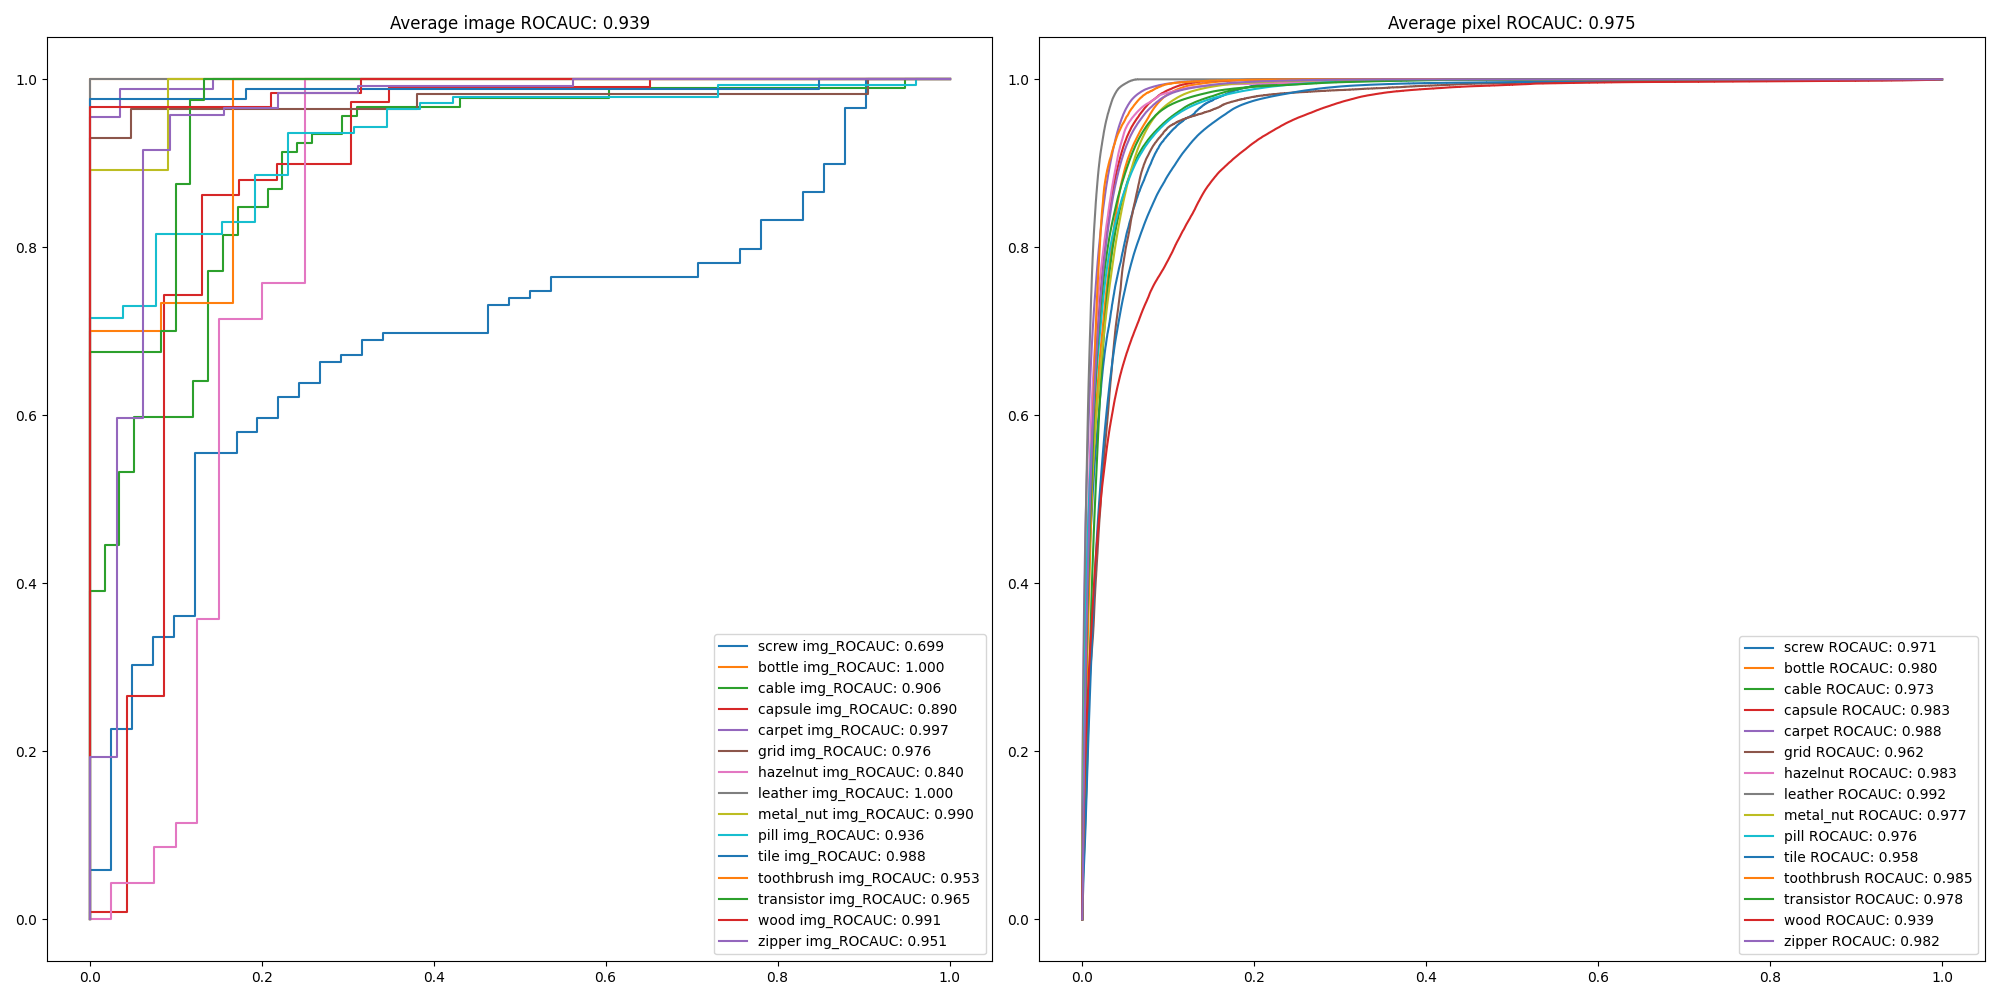 Average image ROCAUC: 0.939
1.0
0.8
0.6
0.4
0.2
0.0
0.0 0.2 0.4 0.6 0.8 1.0
screw img_ROCAUC: 0.699
bottle img_ROCAUC: 1.000
cable img_ROCAUC: 0.906
capsule img_ROCAUC: 0.890
carpet img_ROCAUC: 0.997
grid img_ROCAUC: 0.976
hazelnut img_ROCAUC: 0.840
leather img_ROCAUC: 1.000
metal_nut img_ROCAUC: 0.990
pill img_ROCAUC: 0.936
tile img_ROCAUC: 0.988
toothbrush img_ROCAUC: 0.953
transistor img_ROCAUC: 0.965
wood img_ROCAUC: 0.991
zipper img_ROCAUC: 0.951
Average pixel ROCAUC: 0.975
1.0
0.8
0.6
0.4
0.2
0.0
0.0 0.2 0.4 0.6 0.8 1.0
screw ROCAUC: 0.971
bottle ROCAUC: 0.980
cable ROCAUC: 0.973
capsule ROCAUC: 0.983
carpet ROCAUC: 0.988
grid ROCAUC: 0.962
hazelnut ROCAUC: 0.983
leather ROCAUC: 0.992
metal_nut ROCAUC: 0.977
pill ROCAUC: 0.976
tile ROCAUC: 0.958
toothbrush ROCAUC: 0.985
transistor ROCAUC: 0.978
wood ROCAUC: 0.939
zipper ROCAUC: 0.982